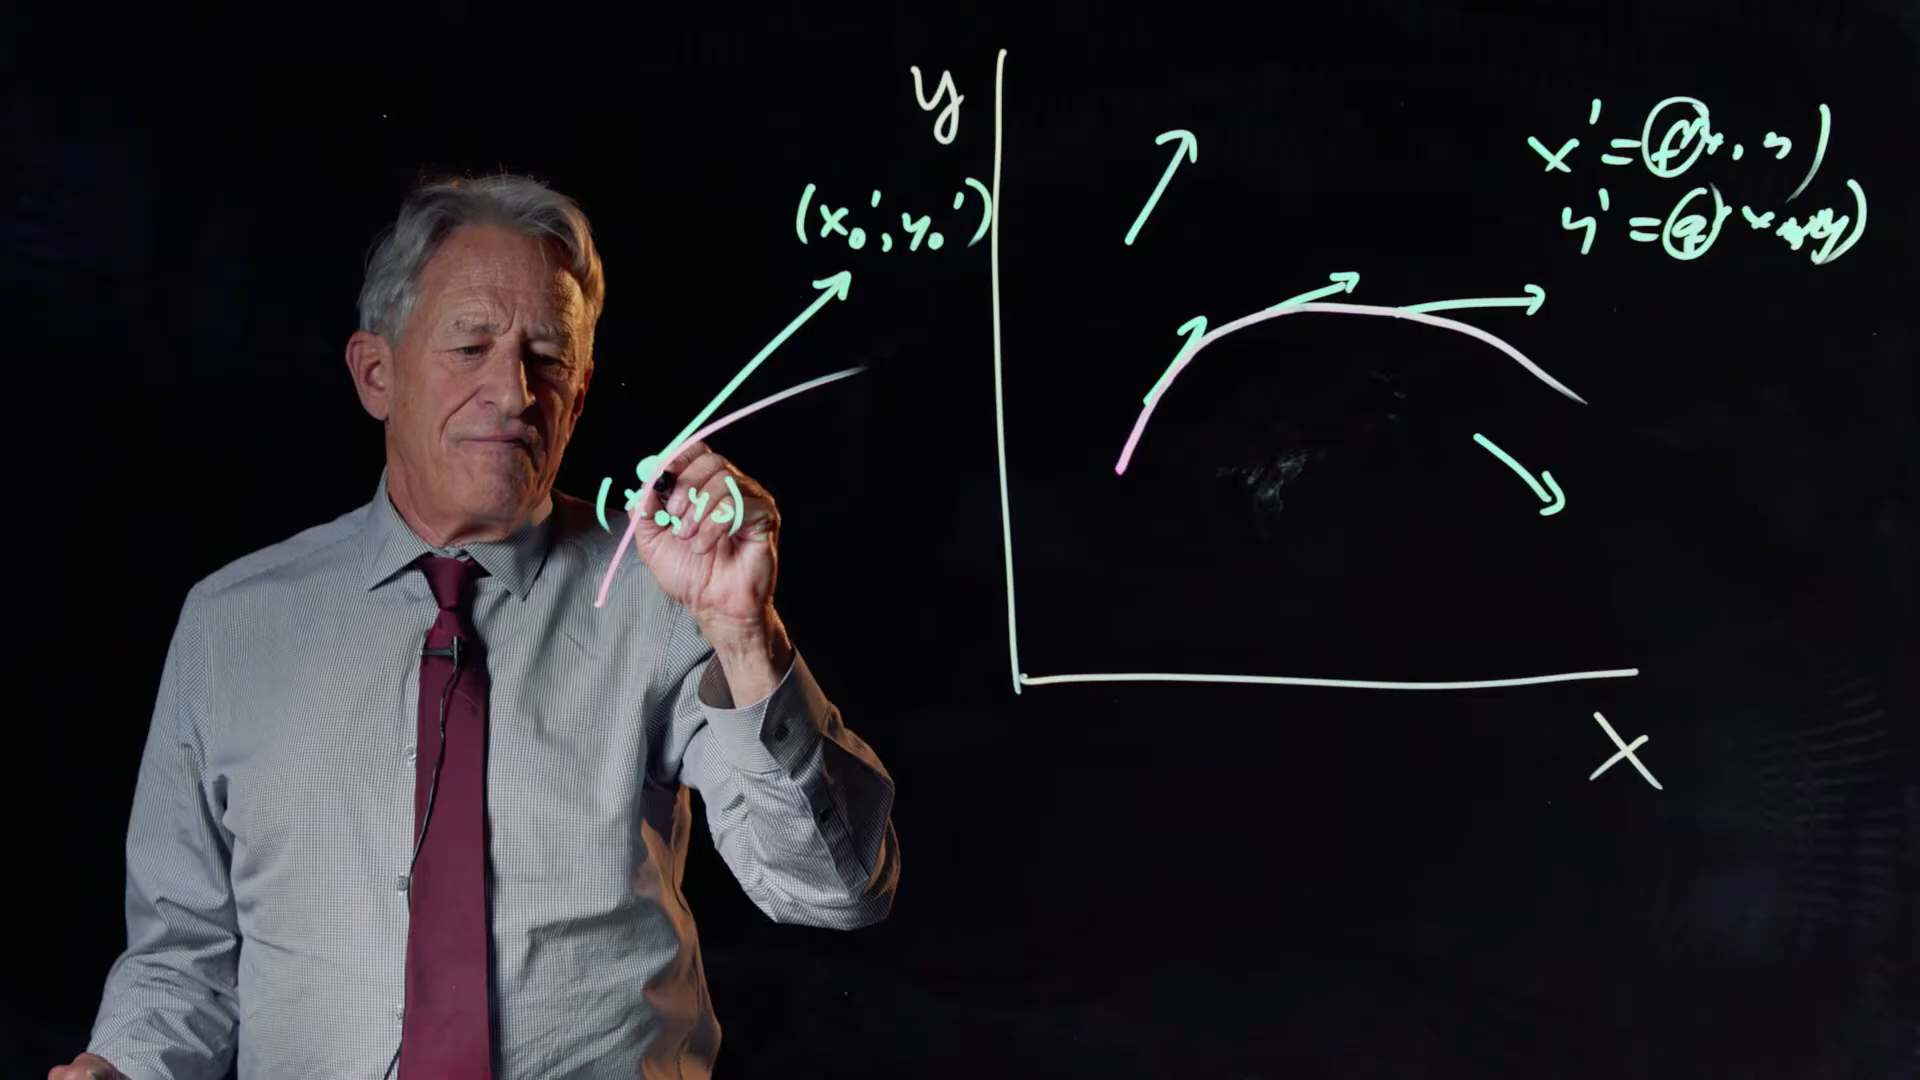 y
x' = f(x, y)
(x₀', y₀')
y' = g(x, y)
(x₀, y₀)
x